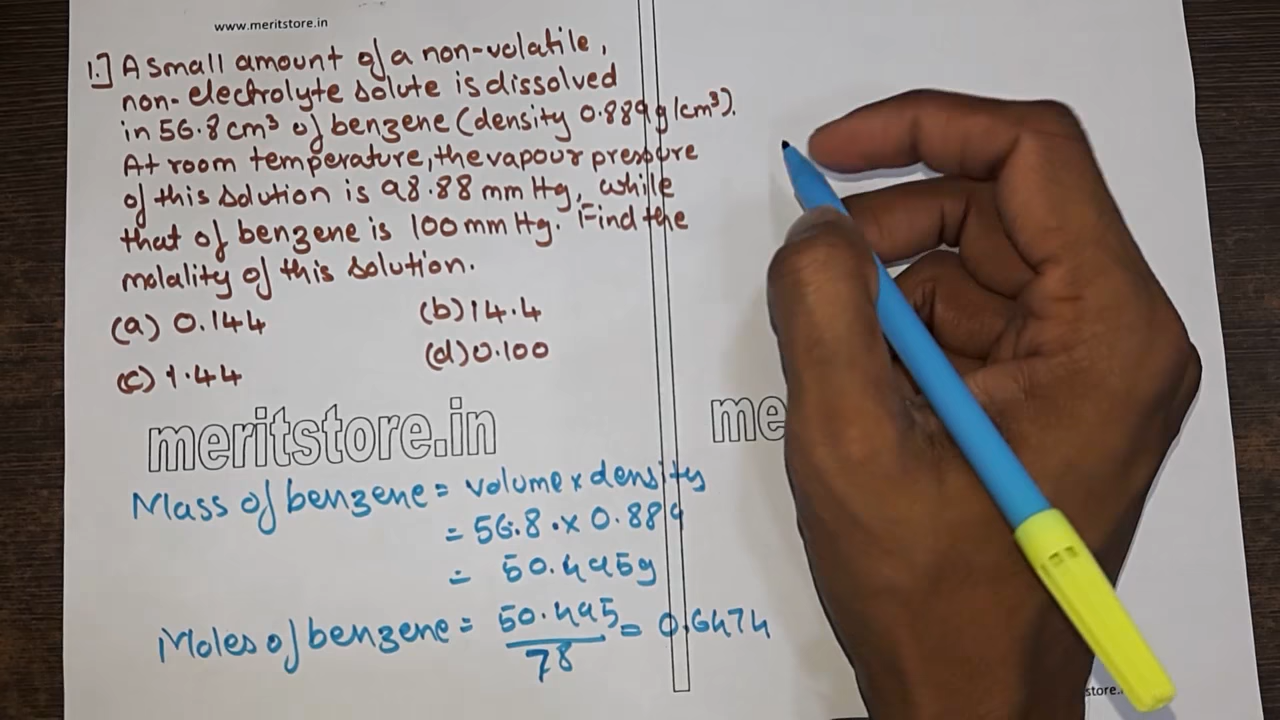 www.meritstore.in
1.] A small amount of a non-volatile,
non-electrolyte solute is dissolved
in 56.8 cm³ of benzene (density 0.889 g/cm³).
At room temperature, the vapour pressure
of this solution is 98.88 mm Hg, while
that of benzene is 100 mm Hg. Find the
molality of this solution.
(a) 0.144 (b) 14.4
(c) 1.44 (d) 0.100
meritstore.in
me
Mass of benzene = volume x density
= 56.8 x 0.889
= 50.495g
Moles of benzene = 50.495 = 0.6474
78
store.